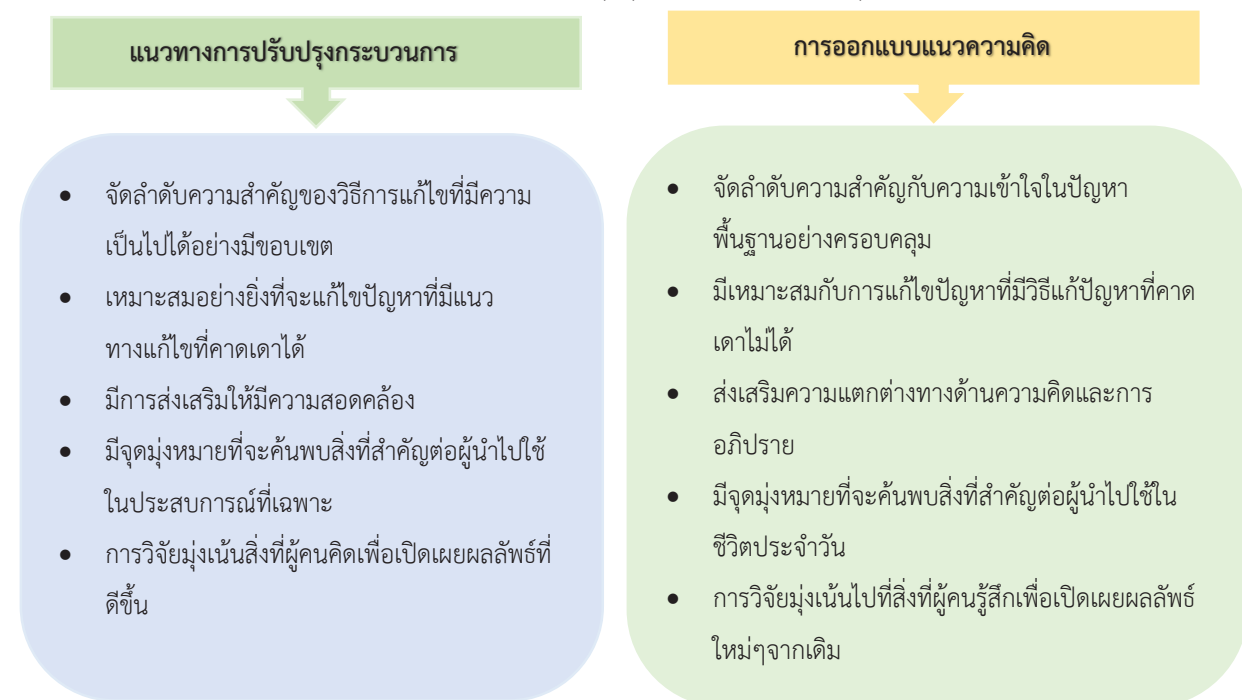 แนวทางการปรับปรุงกระบวนการ
• จัดลำดับความสำคัญของวิธีการแก้ไขที่มีความ
เป็นไปได้อย่างมีขอบเขต
• เหมาะสมอย่างยิ่งที่จะแก้ไขปัญหาที่มีแนว
ทางแก้ไขที่คาดเดาได้
• มีการส่งเสริมให้มีความสอดคล้อง
• มีจุดมุ่งหมายที่จะค้นพบสิ่งที่สำคัญต่อผู้นำไปใช้
ในประสบการณ์ที่เฉพาะ
• การวิจัยมุ่งเน้นสิ่งที่ผู้คนคิดเพื่อเปิดเผยผลลัพธ์ที่
ดีขึ้น
การออกแบบแนวความคิด
• จัดลำดับความสำคัญกับความเข้าใจในปัญหา
พื้นฐานอย่างครอบคลุม
• มีเหมาะสมกับการแก้ไขปัญหาที่มีวิธีแก้ปัญหาที่คาด
เดาไม่ได้
• ส่งเสริมความแตกต่างทางด้านความคิดและการ
อภิปราย
• มีจุดมุ่งหมายที่จะค้นพบสิ่งที่สำคัญต่อผู้นำไปใช้ใน
ชีวิตประจำวัน
• การวิจัยมุ่งเน้นไปที่สิ่งที่ผู้คนรู้สึกเพื่อเปิดเผยผลลัพธ์
ใหม่ๆจากเดิม